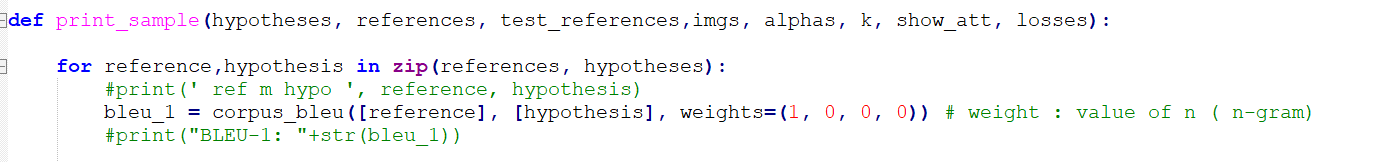 def print_sample(hypotheses, references, test_references,imgs, alphas, k, show_att, losses):
for reference,hypothesis in zip(references, hypotheses):
#print(' ref m hypo ', reference, hypothesis)
bleu_1 = corpus_bleu([reference], [hypothesis], weights=(1, 0, 0, 0)) # weight : value of n ( n-gram)
#print("BLEU-1: "+str(bleu_1))